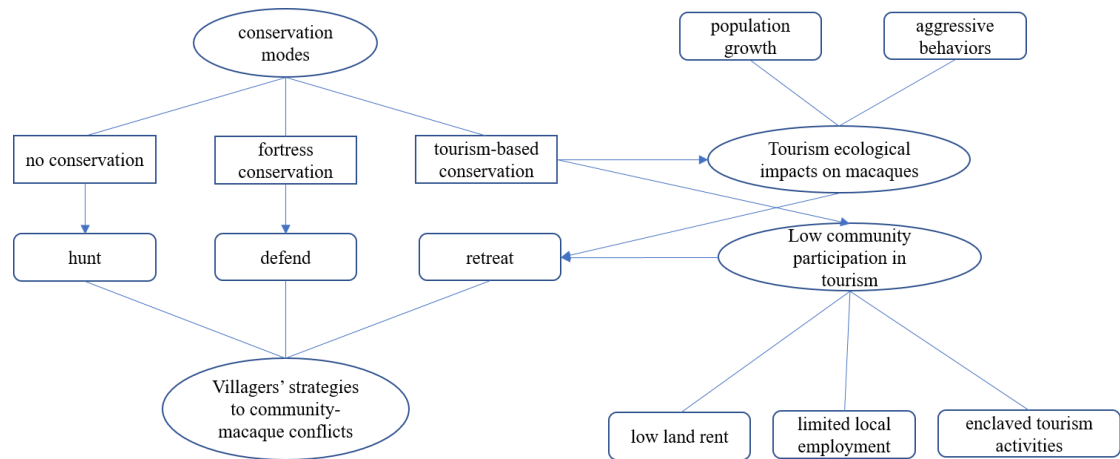 conservation
modes
population
growth
aggressive
behaviors
no conservation
fortress
conservation
tourism-based
conservation
Tourism ecological
impacts on macaques
hunt
defend
retreat
Low community
participation in
tourism
Villagers’ strategies
to community-
macaque conflicts
low land rent
limited local
employment
enclaved tourism
activities